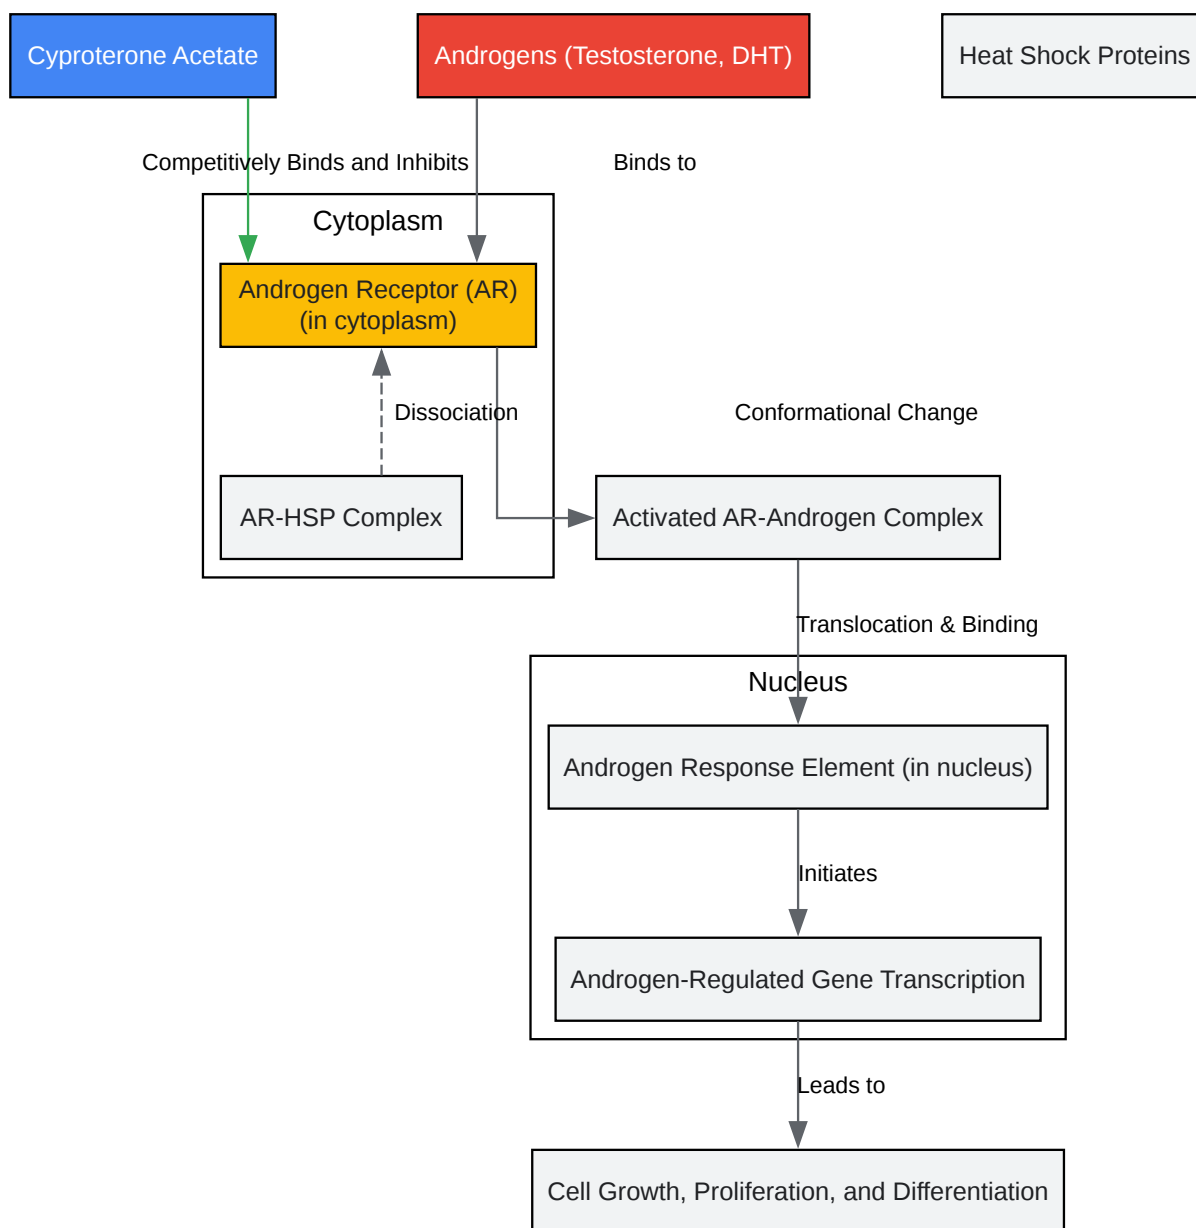 Cyproterone Acetate
Androgens (Testosterone, DHT)
Heat Shock Proteins
Competitively Binds and Inhibits
Binds to
Cytoplasm
Androgen Receptor (AR)
(in cytoplasm)
Dissociation
Conformational Change
AR-HSP Complex
Activated AR-Androgen Complex
Translocation & Binding
Nucleus
Androgen Response Element (in nucleus)
Initiates
Androgen-Regulated Gene Transcription
Leads to
Cell Growth, Proliferation, and Differentiation